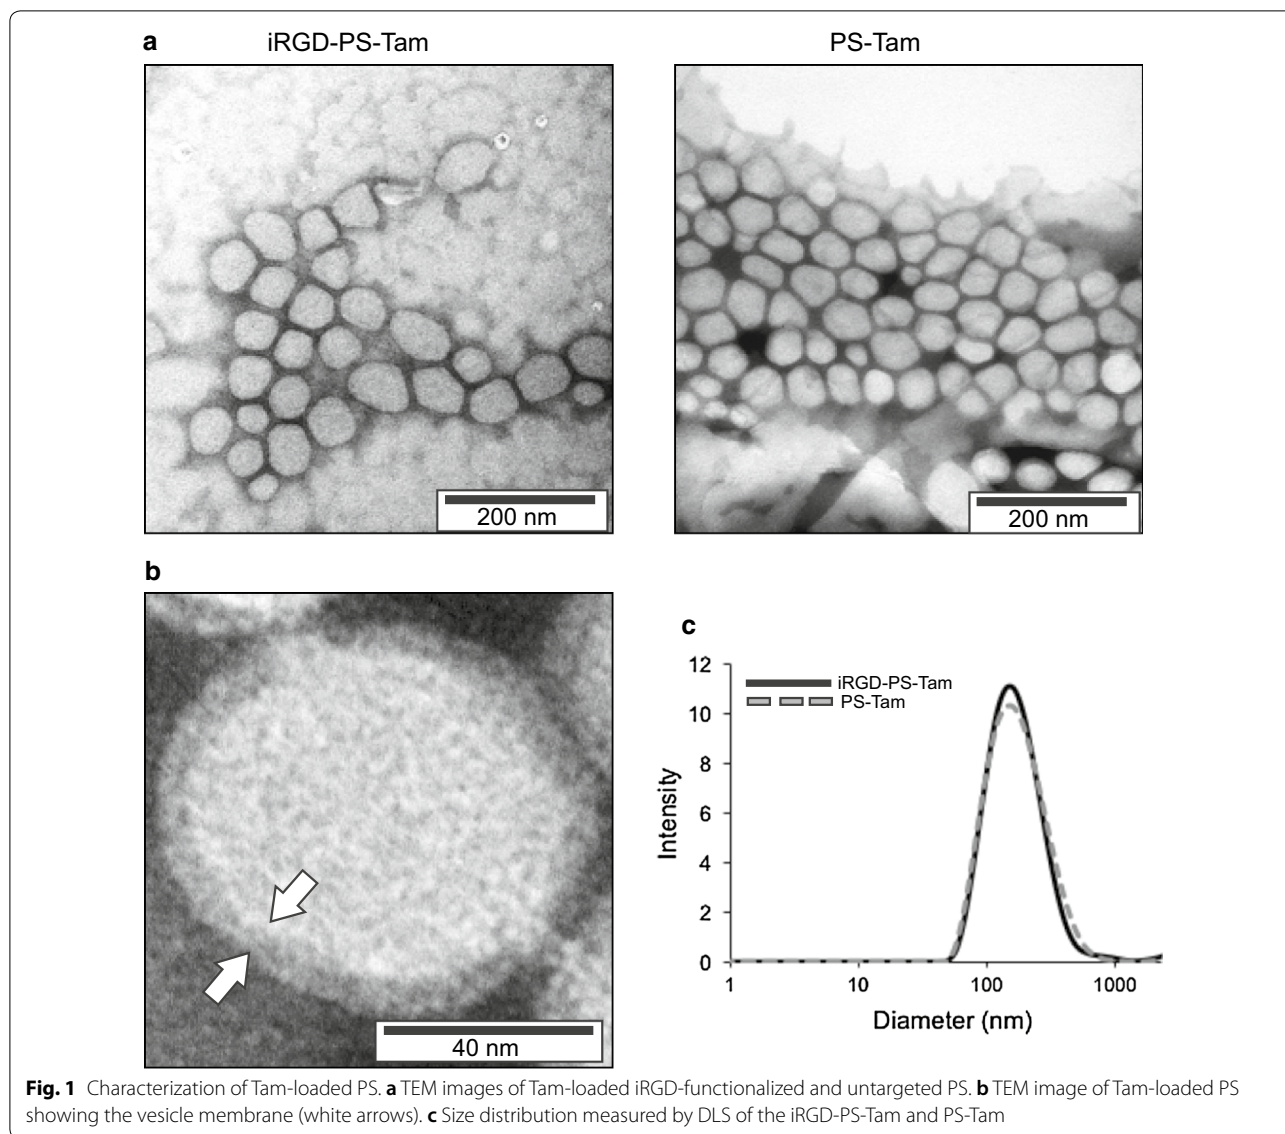 a
iRGD-PS-Tam
PS-Tam
200 nm
200 nm
b
40 nm
c
12
10
8
6
4
2
0
Intensity
iRGD-PS-Tam
PS-Tam
1 10 100 1000
Diameter (nm)
Fig. 1 Characterization of Tam-loaded PS. a TEM images of Tam-loaded iRGD-functionalized and untargeted PS. b TEM image of Tam-loaded PS
showing the vesicle membrane (white arrows). c Size distribution measured by DLS of the iRGD-PS-Tam and PS-Tam